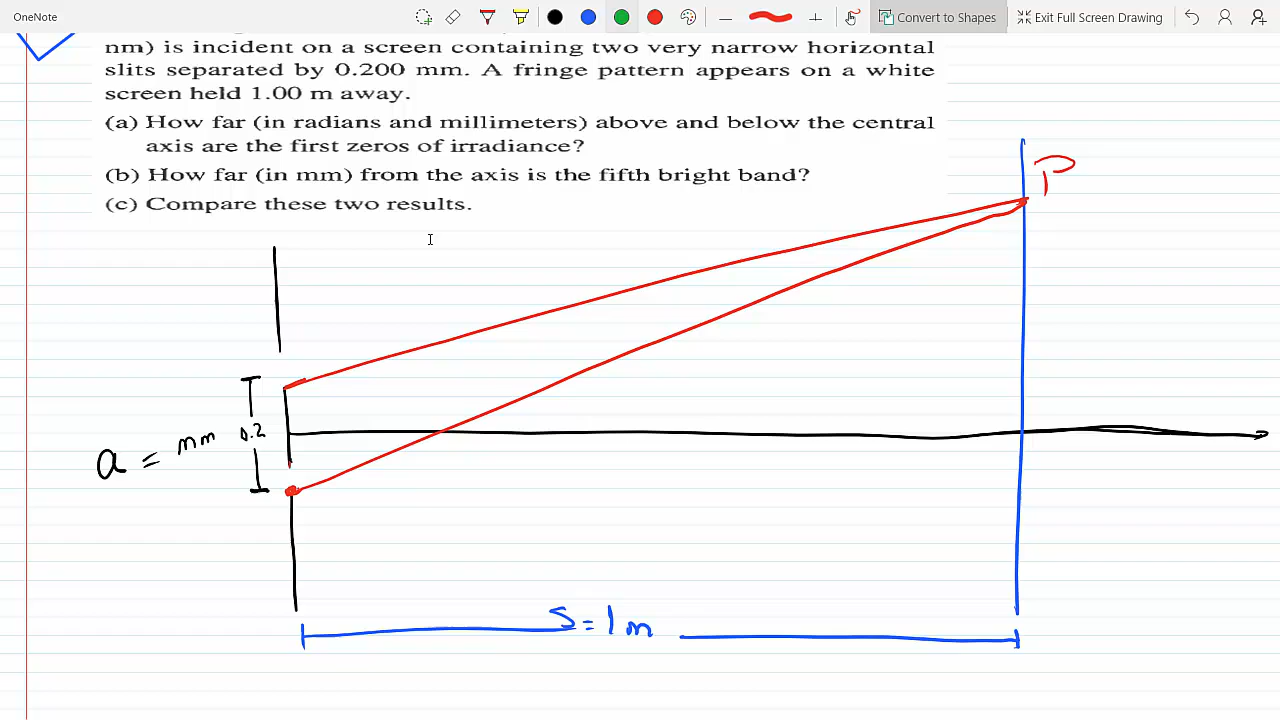 OneNote
Convert to Shapes
Exit Full Screen Drawing
nm) is incident on a screen containing two very narrow horizontal
slits separated by 0.200 mm. A fringe pattern appears on a white
screen held 1.00 m away.
(a) How far (in radians and millimeters) above and below the central
axis are the first zeros of irradiance?
(b) How far (in mm) from the axis is the fifth bright band?
(c) Compare these two results.
P
a = mm 0.2
S = 1 m